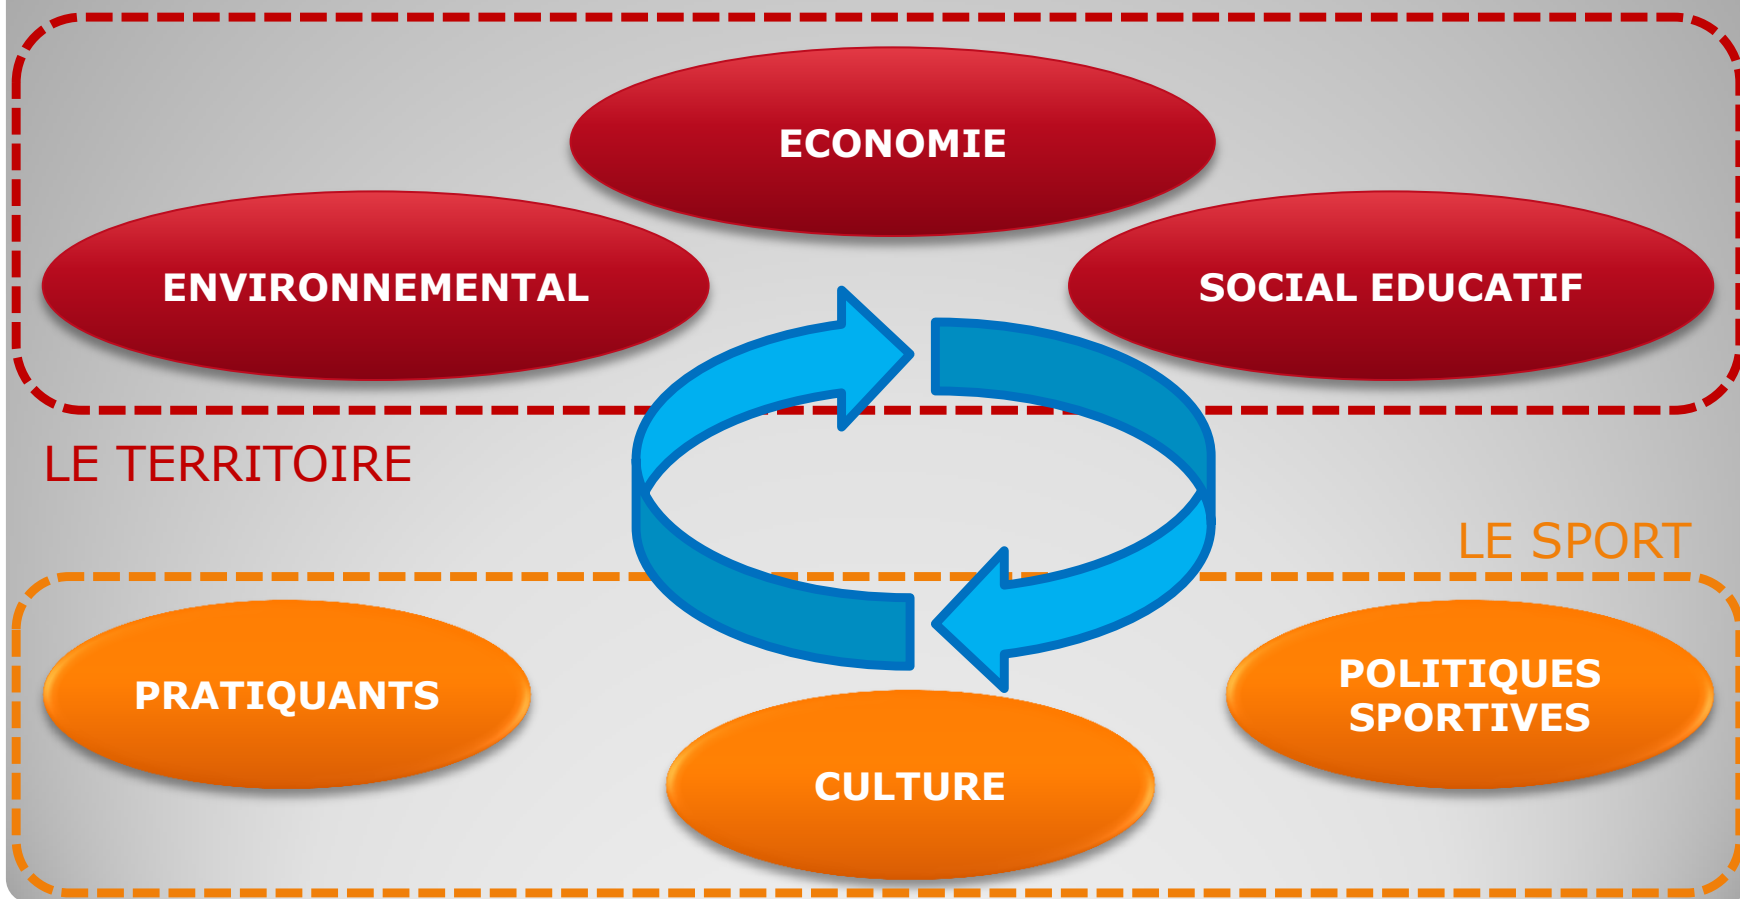 ECONOMIE
ENVIRONNEMENTAL
SOCIAL EDUCATIF
LE TERRITOIRE
LE SPORT
PRATIQUANTS
POLITIQUES
SPORTIVES
CULTURE